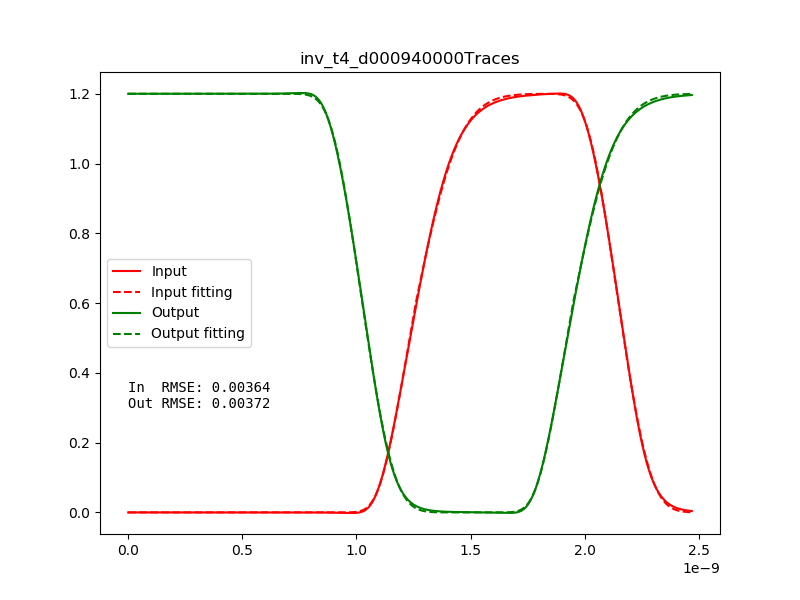 inv_t4_d000940000Traces
1.2
1.0
0.8
0.6
0.4
0.2
0.0
Input
Input fitting
Output
Output fitting
In  RMSE: 0.00364
Out RMSE: 0.00372
0.0 0.5 1.0 1.5 2.0 2.5
1e−9